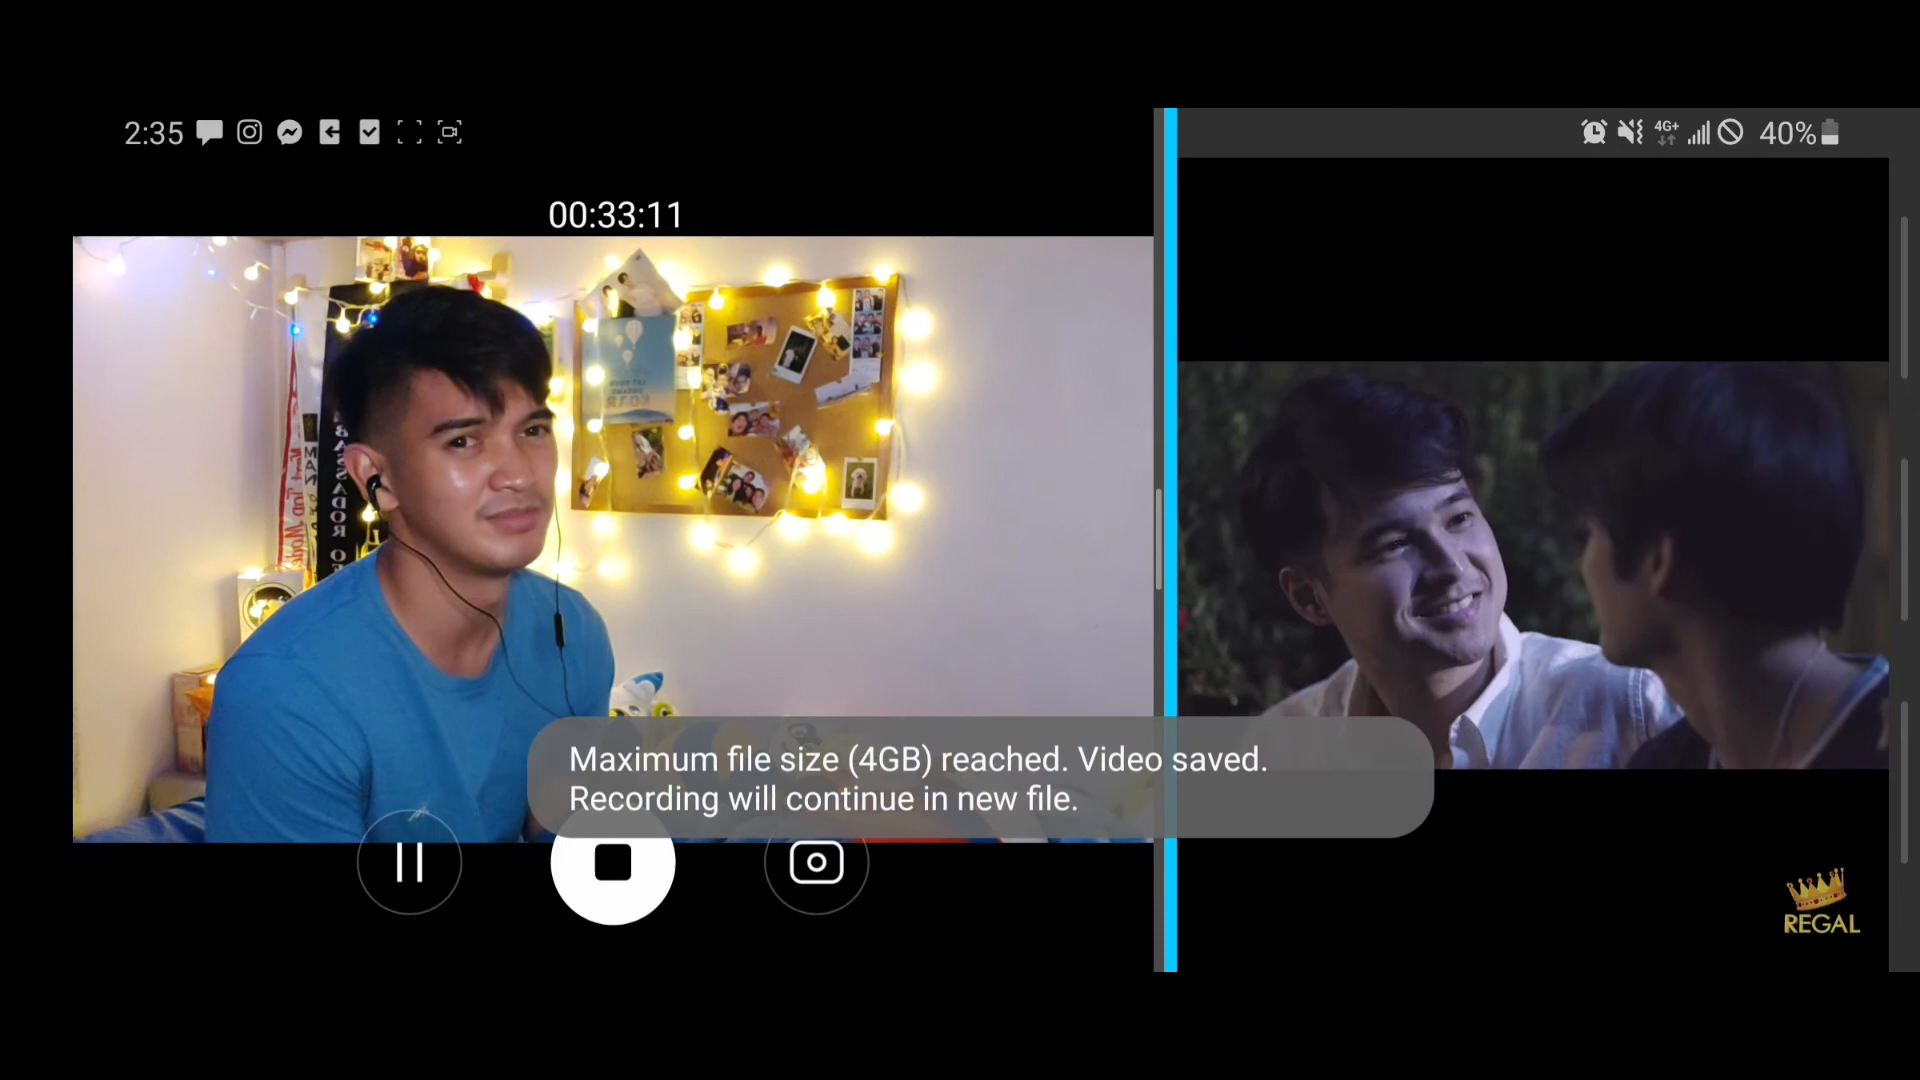 2:35
4G+
40%
00:33:11
Maximum file size (4GB) reached. Video saved.
Recording will continue in new file.
REGAL